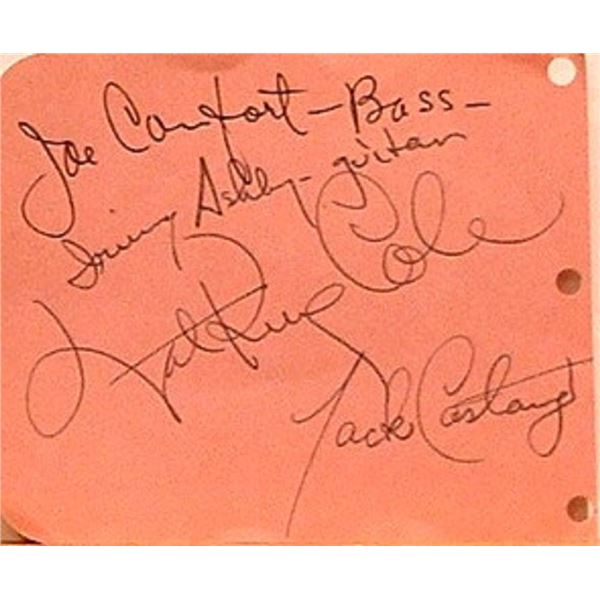 Joe Comfort - Bass -
Irving Ashby - guitar
Nat King Cole
Jack Costanzo